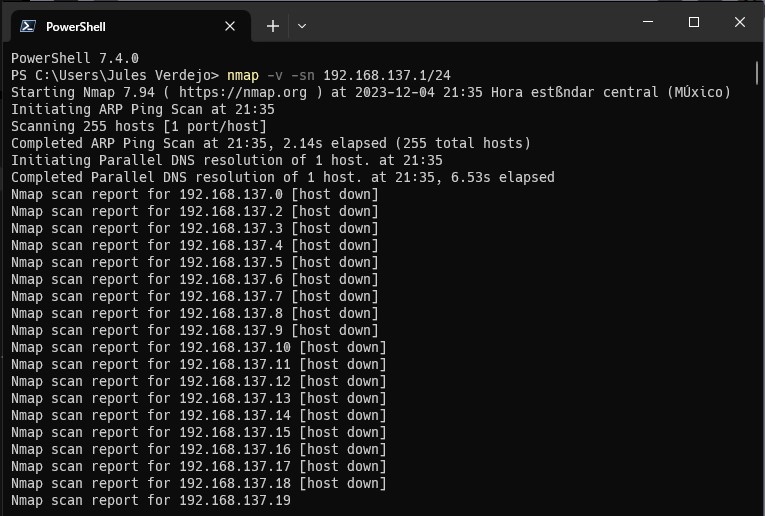 PowerShell
PowerShell 7.4.0
PS C:\Users\Jules Verdejo> nmap -v -sn 192.168.137.1/24
Starting Nmap 7.94 ( https://nmap.org ) at 2023-12-04 21:35 Hora estßndar central (MÚxico)
Initiating ARP Ping Scan at 21:35
Scanning 255 hosts [1 port/host]
Completed ARP Ping Scan at 21:35, 2.14s elapsed (255 total hosts)
Initiating Parallel DNS resolution of 1 host. at 21:35
Completed Parallel DNS resolution of 1 host. at 21:35, 6.53s elapsed
Nmap scan report for 192.168.137.0 [host down]
Nmap scan report for 192.168.137.2 [host down]
Nmap scan report for 192.168.137.3 [host down]
Nmap scan report for 192.168.137.4 [host down]
Nmap scan report for 192.168.137.5 [host down]
Nmap scan report for 192.168.137.6 [host down]
Nmap scan report for 192.168.137.7 [host down]
Nmap scan report for 192.168.137.8 [host down]
Nmap scan report for 192.168.137.9 [host down]
Nmap scan report for 192.168.137.10 [host down]
Nmap scan report for 192.168.137.11 [host down]
Nmap scan report for 192.168.137.12 [host down]
Nmap scan report for 192.168.137.13 [host down]
Nmap scan report for 192.168.137.14 [host down]
Nmap scan report for 192.168.137.15 [host down]
Nmap scan report for 192.168.137.16 [host down]
Nmap scan report for 192.168.137.17 [host down]
Nmap scan report for 192.168.137.18 [host down]
Nmap scan report for 192.168.137.19